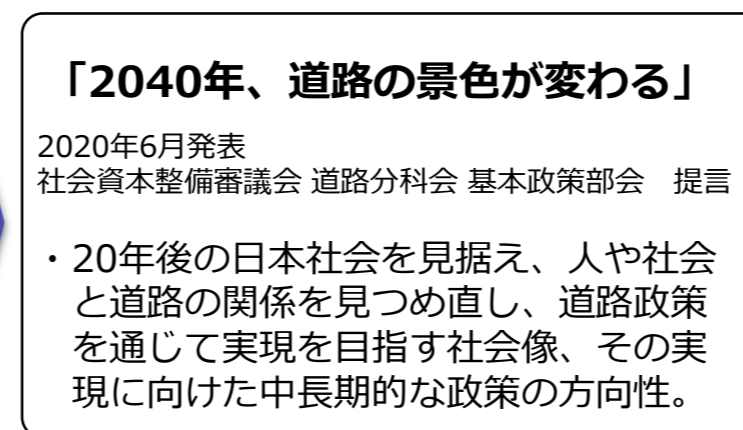 「2040年、道路の景色が変わる」
2020年6月発表
社会資本整備審議会 道路分科会 基本政策部会　提言
・20年後の日本社会を見据え、人や社会
と道路の関係を見つめ直し、道路政策
を通じて実現を目指す社会像、その実
現に向けた中長期的な政策の方向性。